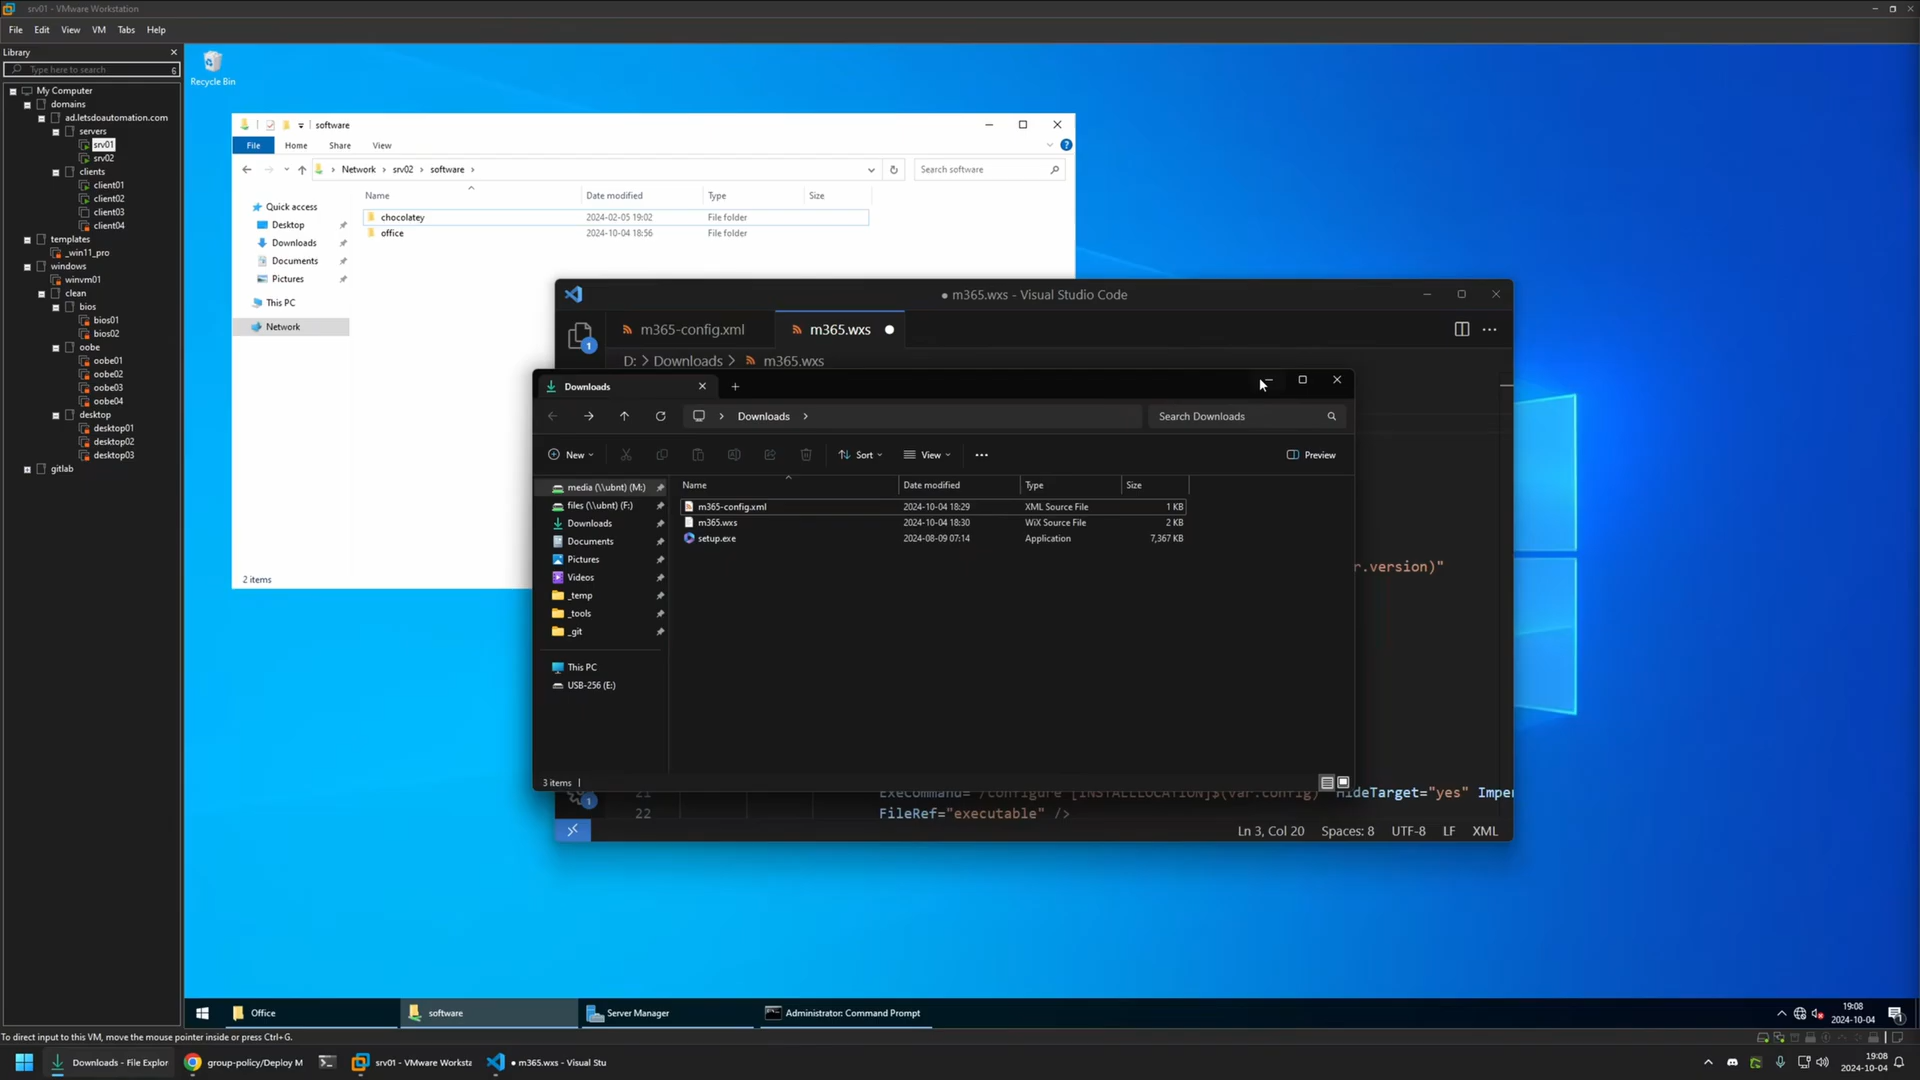 srv01 - VMware Workstation
File Edit View VM Tabs Help
Library
Type here to search
My Computer
domains
ad.letsdoautomation.com
servers
srv01
srv02
clients
client01
client02
client03
client04
templates
_win11_pro
windows
winvm01
clean
bios
bios01
bios02
oobe
oobe01
oobe02
oobe03
oobe04
desktop
desktop01
desktop02
desktop03
gitlab
Recycle Bin
software
File Home Share View
Network srv02 software
Search software
Name Date modified Type Size
chocolatey 2024-02-05 19:02 File folder
office 2024-10-04 18:56 File folder
Quick access
Desktop
Downloads
Documents
Pictures
This PC
Network
2 items
● m365.wxs - Visual Studio Code
m365-config.xml m365.wxs
1
D: > Downloads > m365.wxs
Downloads
Downloads
Search Downloads
New Sort View Preview
Name Date modified Type Size
m365-config.xml 2024-10-04 18:29 XML Source File 1 KB
m365.wxs 2024-10-04 18:30 WiX Source File 2 KB
setup.exe 2024-08-09 07:14 Application 7,367 KB
media (\\ubnt) (M:)
files (\\ubnt) (F:)
Downloads
Documents
Pictures
Videos
_temp
_tools
_git
This PC
USB-256 (E:)
3 items
r.version)"
21 ExeCommand="/configure [INSTALLLOCATION]$(var.config)" HideTarget="yes" Imper
1
22 FileRef="executable" />
Ln 3, Col 20 Spaces: 8 UTF-8 LF XML
Office software Server Manager Administrator: Command Prompt
19:08
2024-10-04
To direct input to this VM, move the mouse pointer inside or press Ctrl+G.
Downloads - File Explor group-policy/Deploy M srv01 - VMware Worksta ● m365.wxs - Visual Stu
19:08
2024-10-04